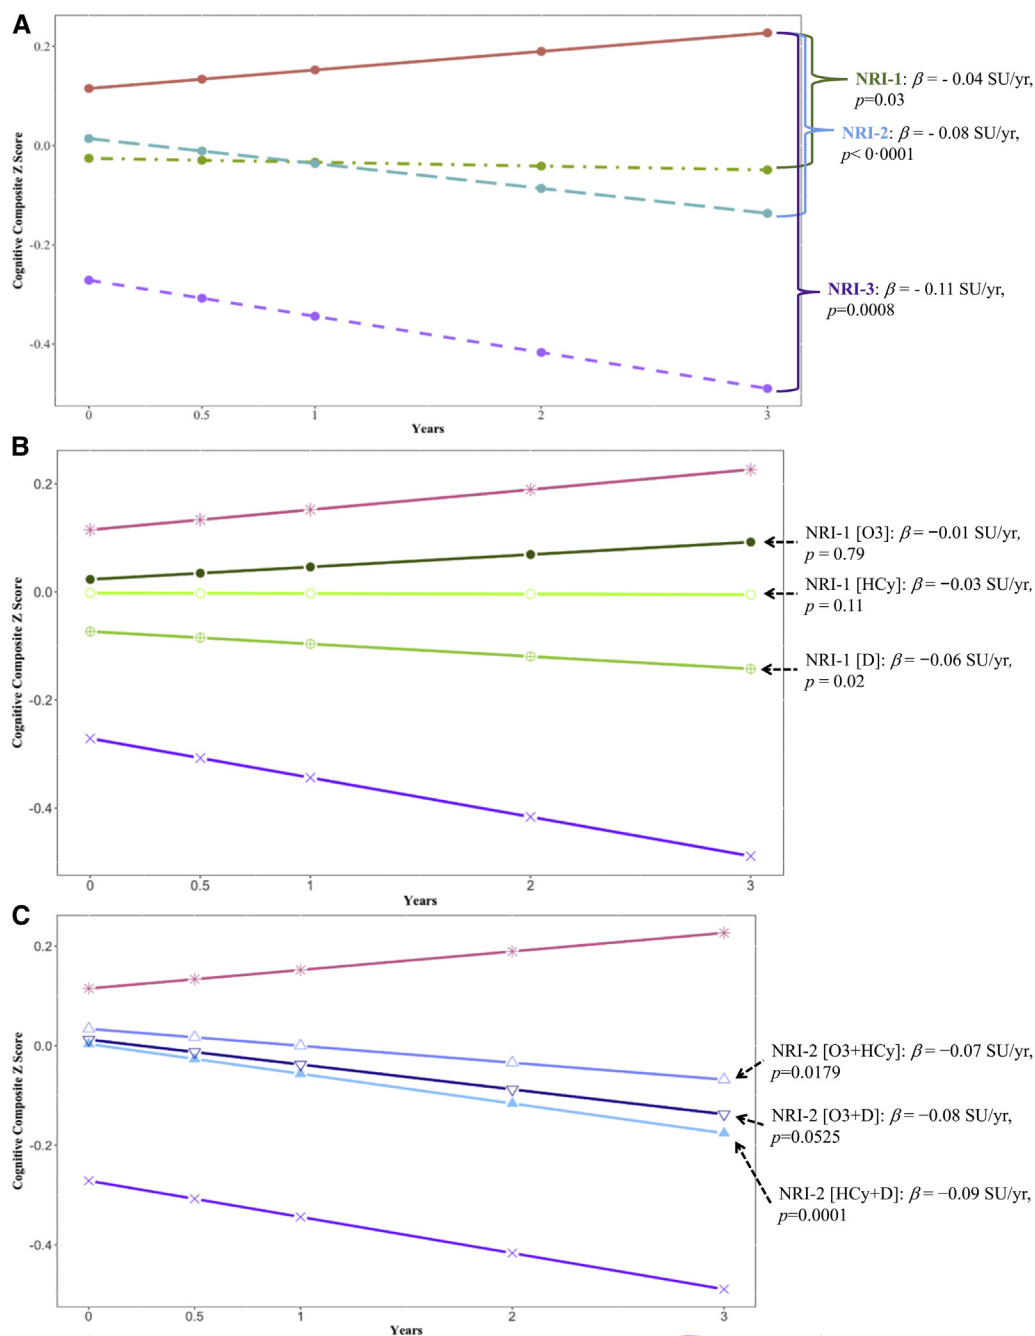 A
Cognitive Composite Z Score
0.2
0.0
-0.2
-0.4
0
0.5
1
2
3
Years
NRI-1: β = - 0.04 SU/yr,
p=0.03
NRI-2: β = - 0.08 SU/yr,
p< 0·0001
NRI-3: β = - 0.11 SU/yr,
p=0.0008
B
Cognitive Composite Z Score
0.2
0.0
-0.2
-0.4
0
0.5
1
2
3
Years
NRI-1 [O3]: β = −0.01 SU/yr,
p = 0.79
NRI-1 [HCy]: β = −0.03 SU/yr,
p = 0.11
NRI-1 [D]: β = −0.06 SU/yr,
p = 0.02
C
Cognitive Composite Z Score
0.2
0.0
-0.2
-0.4
0
0.5
1
2
3
Years
NRI-2 [O3+HCy]: β = −0.07 SU/yr,
p=0.0179
NRI-2 [O3+D]: β = −0.08 SU/yr,
p=0.0525
NRI-2 [HCy+D]: β = −0.09 SU/yr,
p=0.0001